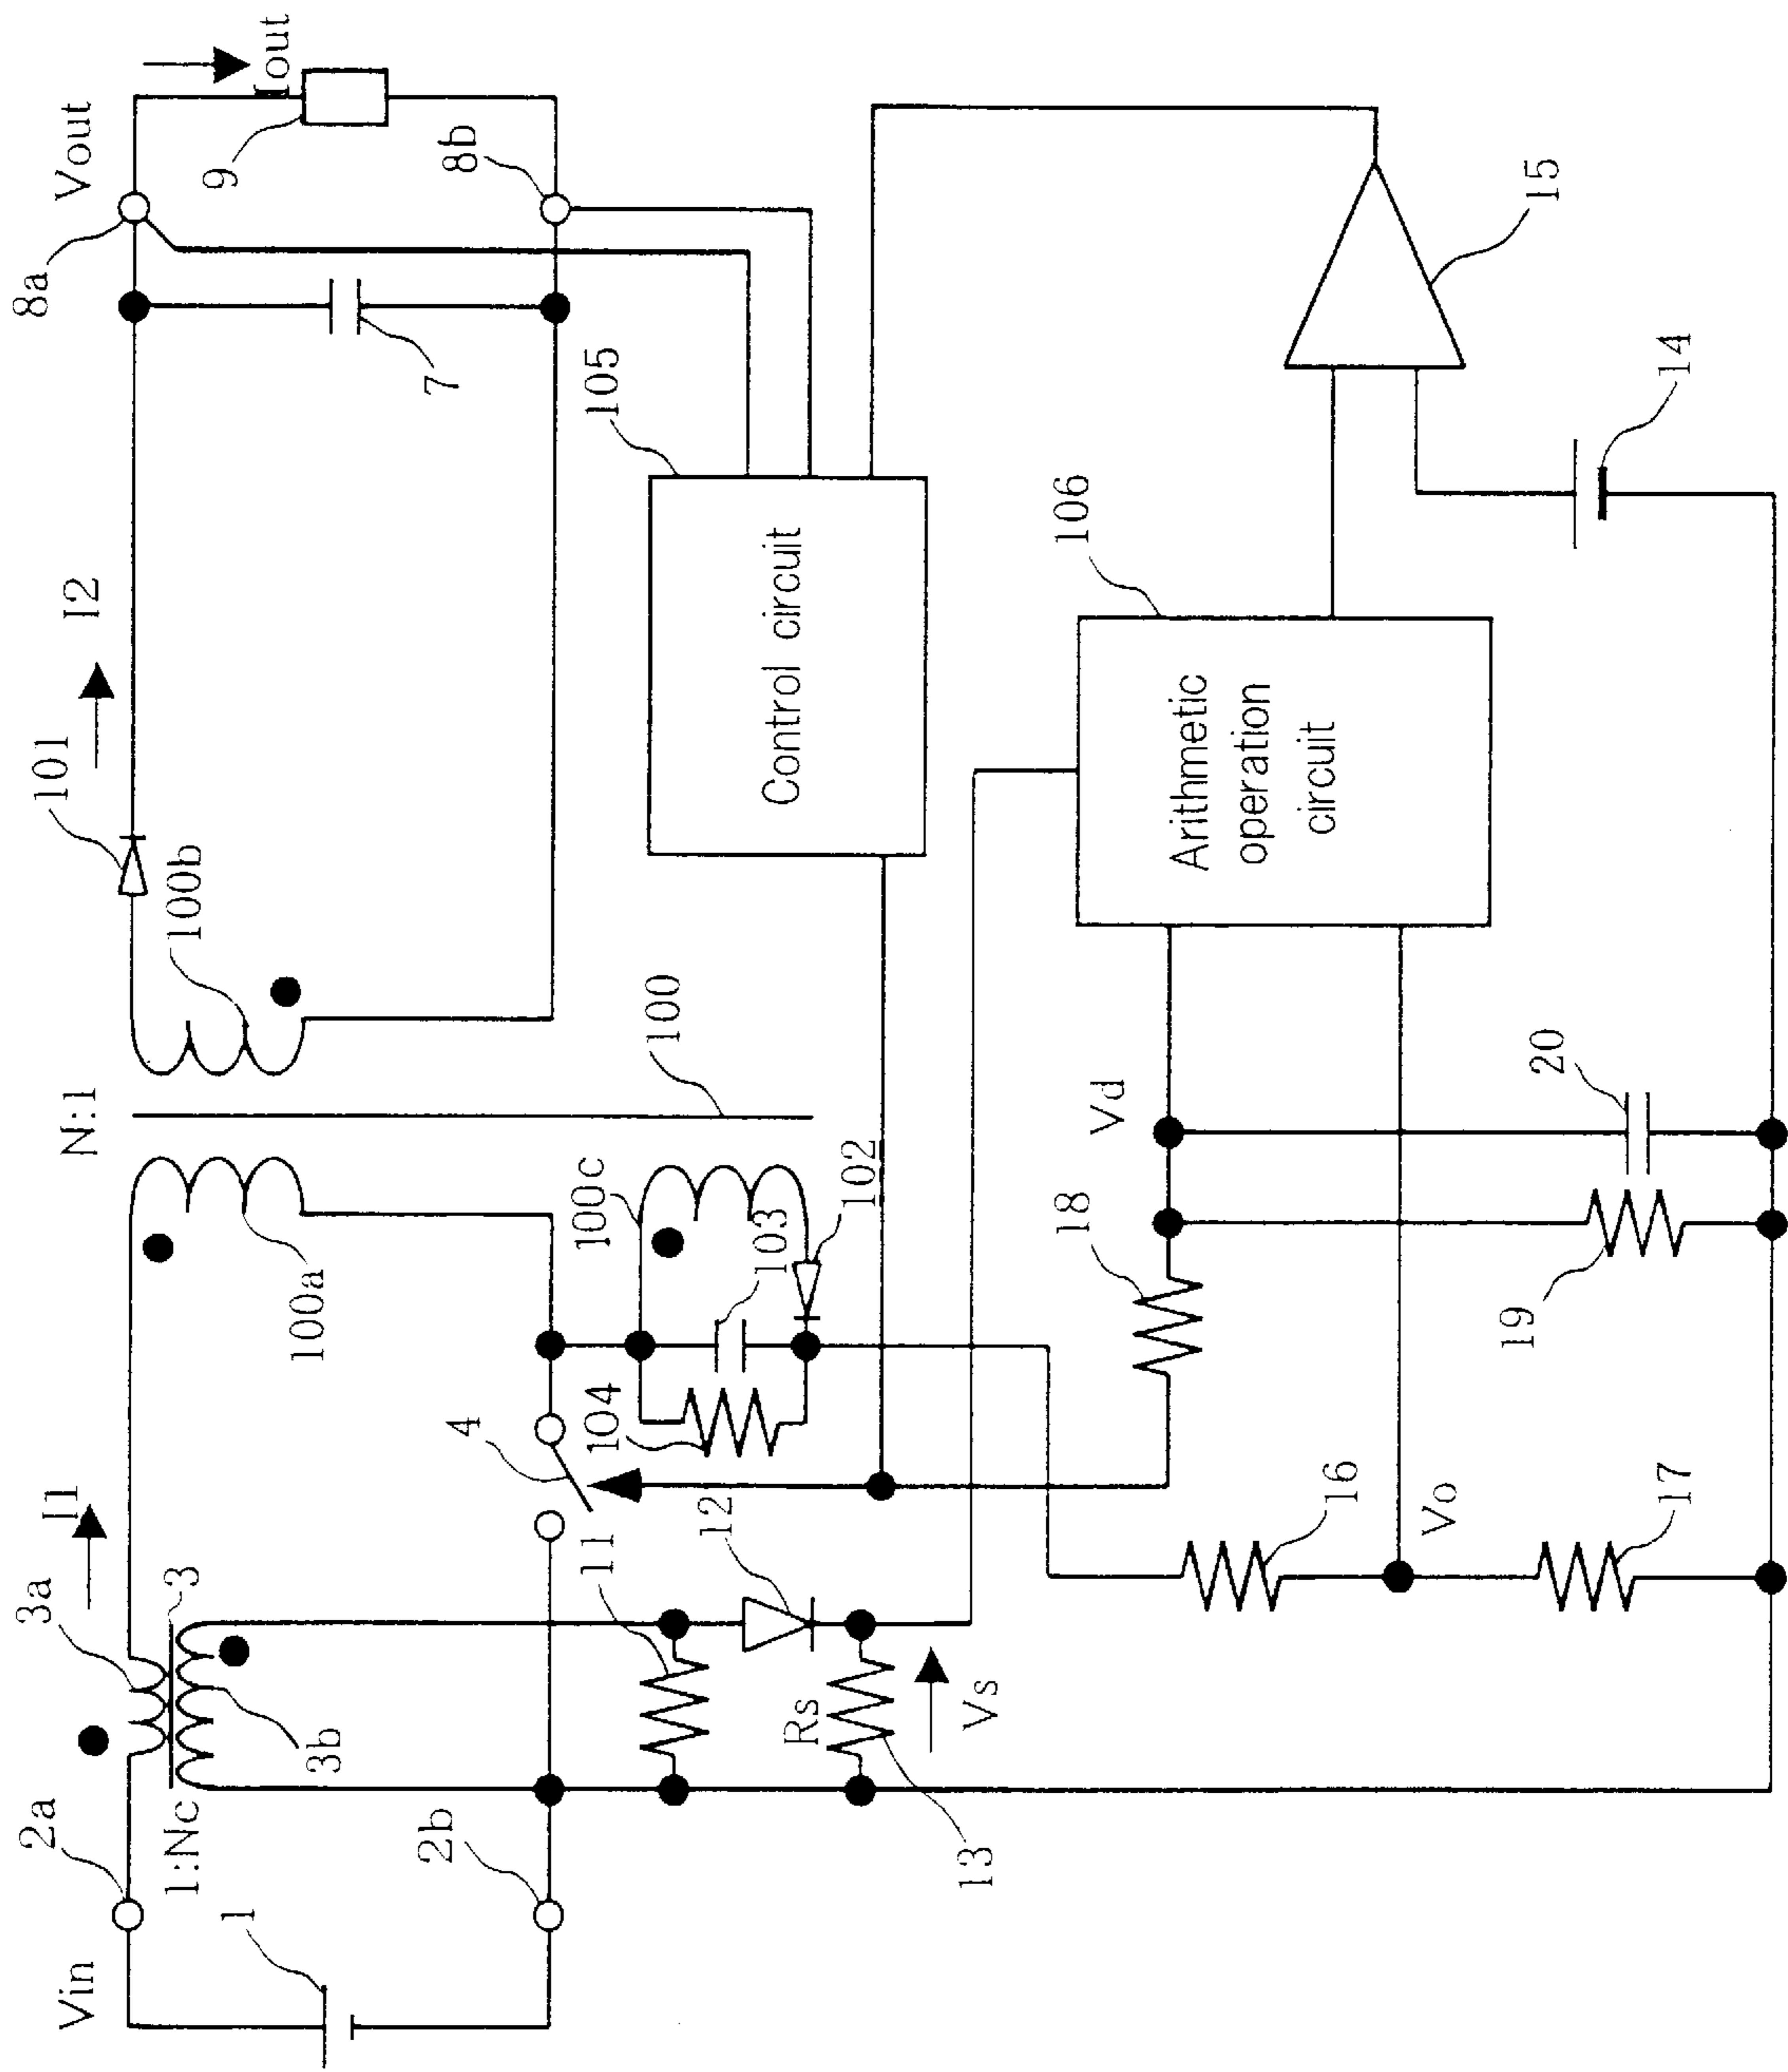 Vin
1
2a
2b
1:Nc
3a
3
3b
I1
N:1
100a
100b
101
I2
8a
Vout
7
9
Iout
8b
100
100c
102
103
104
4
11
12
Rs
13
Vs
105
Control circuit
106
Arithmetic
operation
circuit
15
14
Vd
18
19
20
16
Vo
17